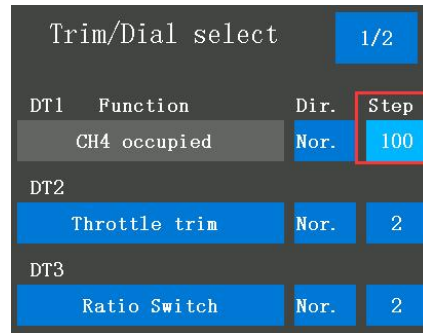 Trim/Dial select 1/2
DT1 Function Dir. Step
CH4 occupied Nor. 100
DT2
Throttle trim Nor. 2
DT3
Ratio Switch Nor. 2